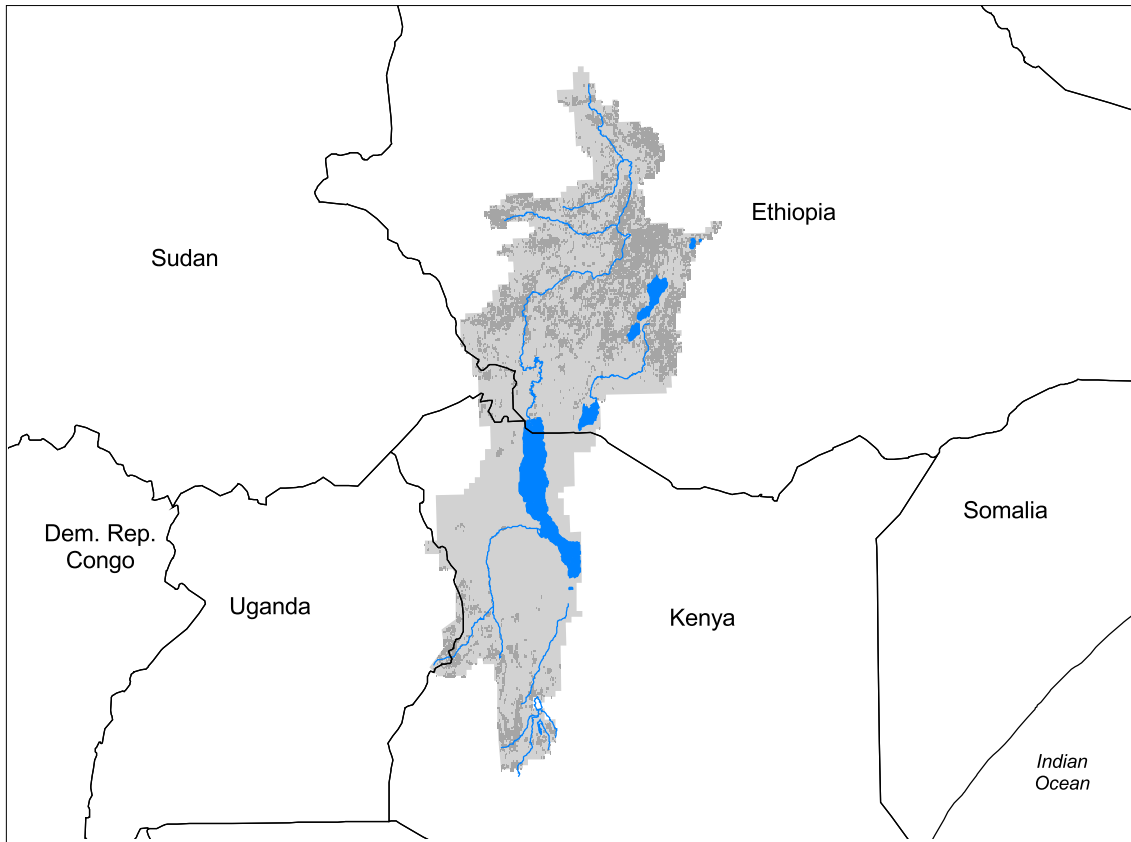 Ethiopia
Sudan
Somalia
Dem. Rep.
Congo
Uganda
Kenya
Indian
Ocean